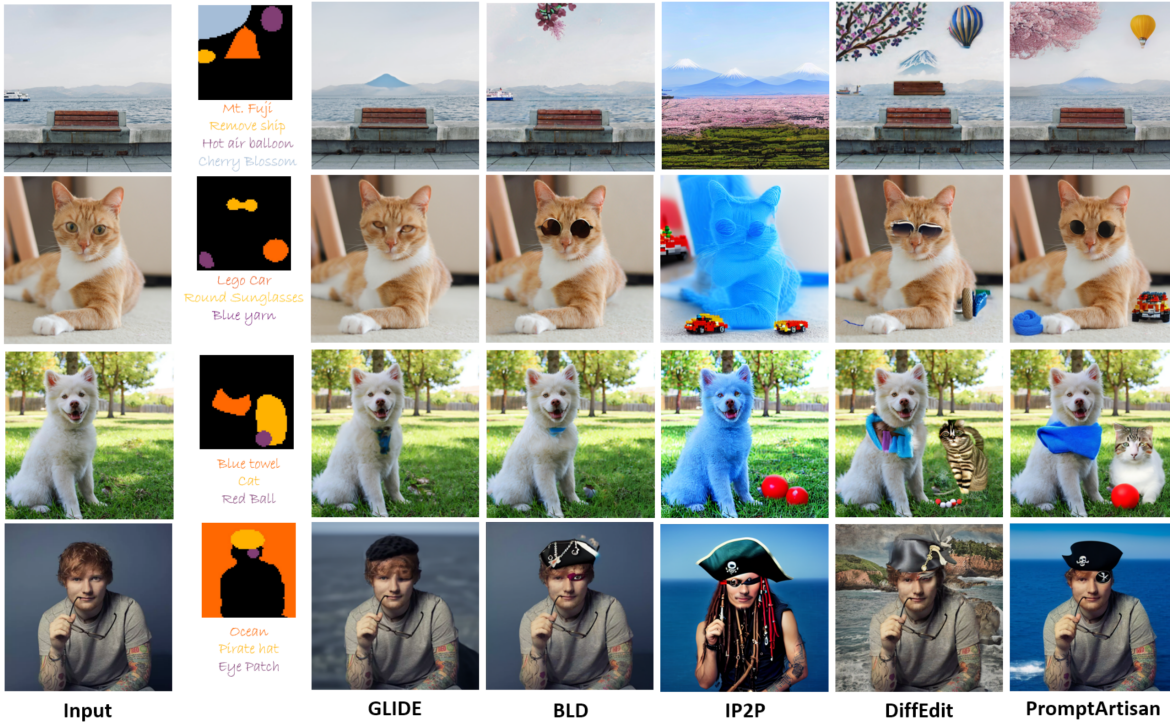 Mt. Fuji
Remove ship
Hot air balloon
Cherry Blossom
Lego Car
Round Sunglasses
Blue yarn
Blue towel
Cat
Red Ball
Ocean
Pirate hat
Eye Patch
Input
GLIDE
BLD
IP2P
DiffEdit
PromptArtisan